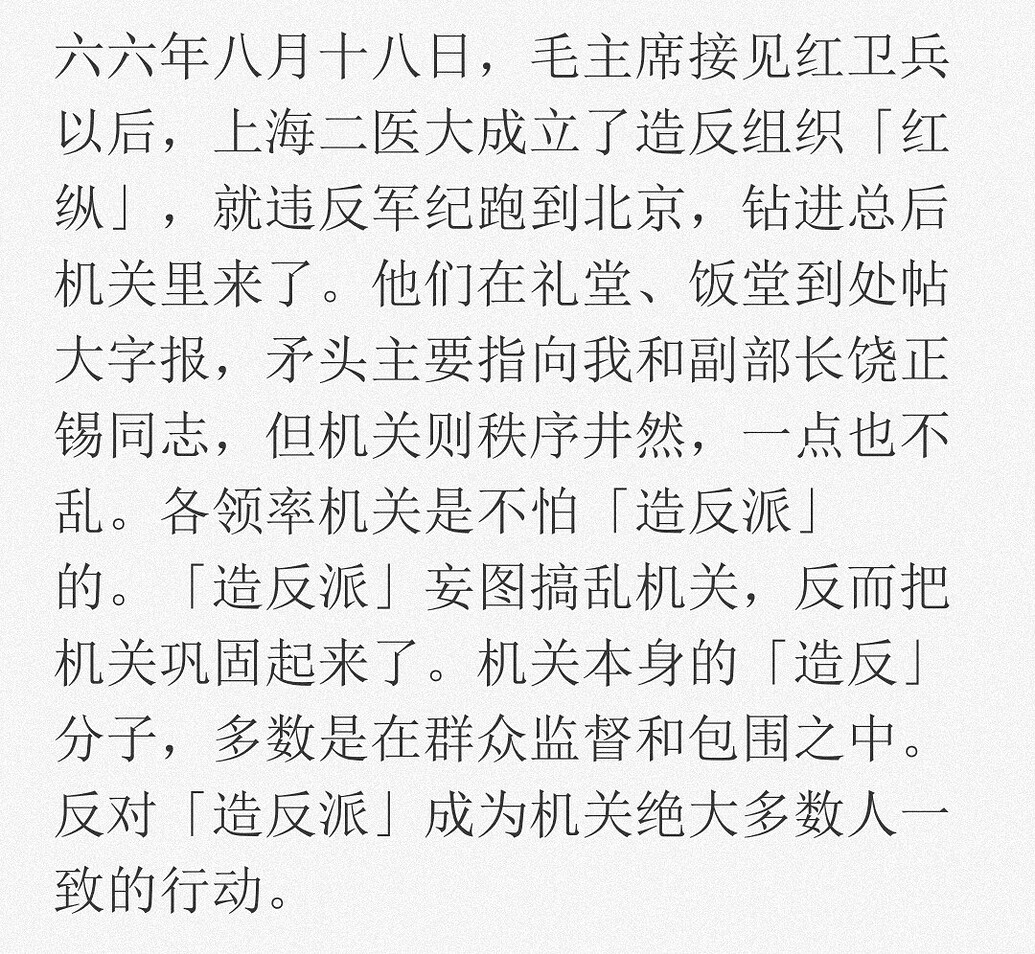 六六年八月十八日，毛主席接见红卫兵
以后，上海二医大成立了造反组织「红
纵」，就违反军纪跑到北京，钻进总后
机关里来了。他们在礼堂、饭堂到处帖
大字报，矛头主要指向我和副部长饶正
锡同志，但机关则秩序井然，一点也不
乱。各领率机关是不怕「造反派」
的。「造反派」妄图搞乱机关，反而把
机关巩固起来了。机关本身的「造反」
分子，多数是在群众监督和包围之中。
反对「造反派」成为机关绝大多数人一
致的行动。